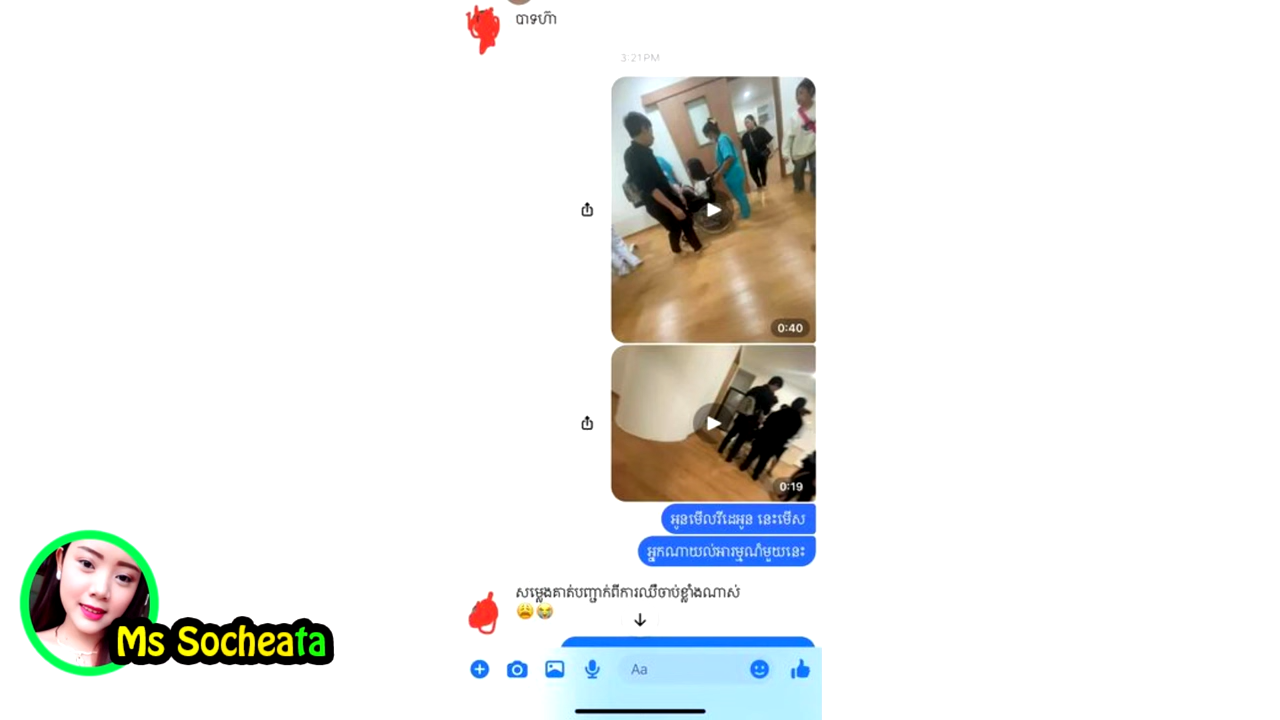 បាទហ៊ា
3:21 PM
0:40
0:19
អូនមើលវីដេអូន នេះមើស
អ្នកណាយល់អារម្មណ៍មួយនេះ
សម្លេងគាត់បញ្ជាក់ពីការឈឺចាប់ខ្លាំងណាស់
Aa
Ms Socheata